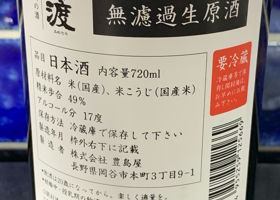 の酒
渡
無濾過生原酒
品目 日本酒 内容量720ml
原材料名 米(国産)、米こうじ(国産米)
精米歩合 49%
アルコール分 17度
保存方法 冷蔵庫で保存して下さい
製造年月 枠外右下に記載
製造者 株式会社 豊島屋
長野県岡谷市本町3丁目9-1
要冷蔵